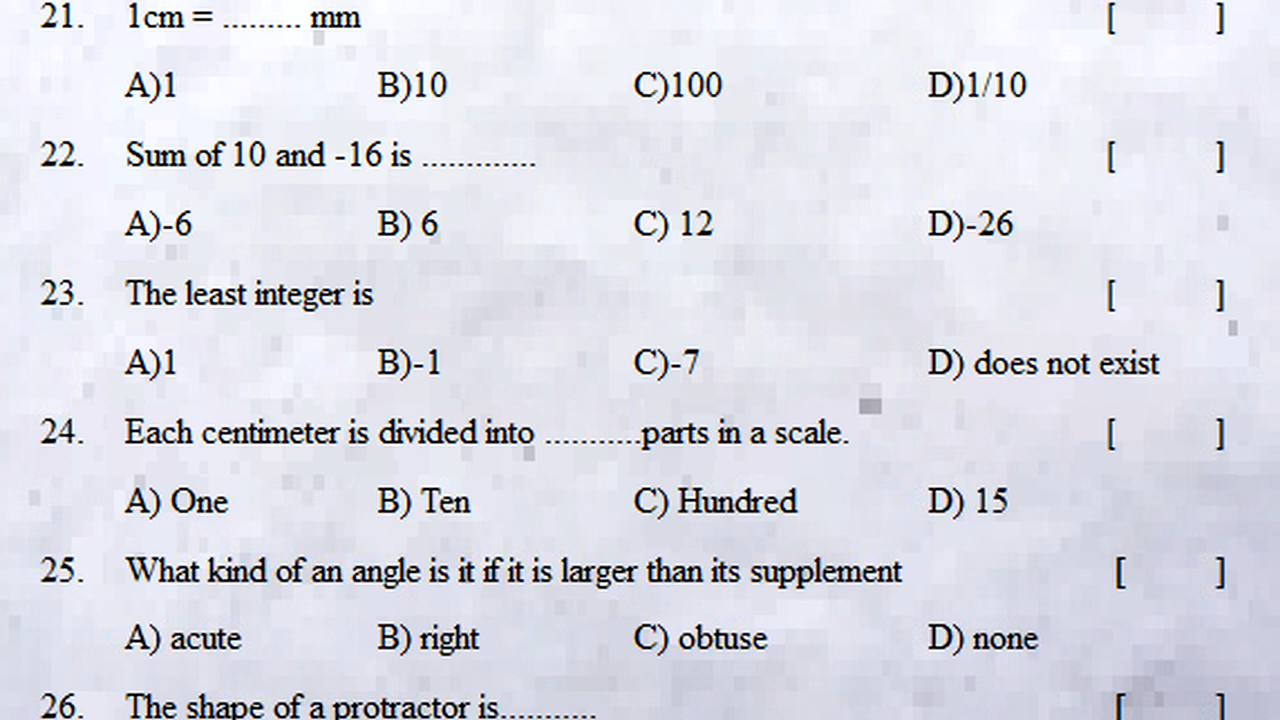 21. 1cm = ......... mm [ ]
A)1 B)10 C)100 D)1/10
22. Sum of 10 and -16 is ............. [ ]
A)-6 B) 6 C) 12 D)-26
23. The least integer is [ ]
A)1 B)-1 C)-7 D) does not exist
24. Each centimeter is divided into ...........parts in a scale. [ ]
A) One B) Ten C) Hundred D) 15
25. What kind of an angle is it if it is larger than its supplement [ ]
A) acute B) right C) obtuse D) none
26. The shape of a protractor is........... [ ]